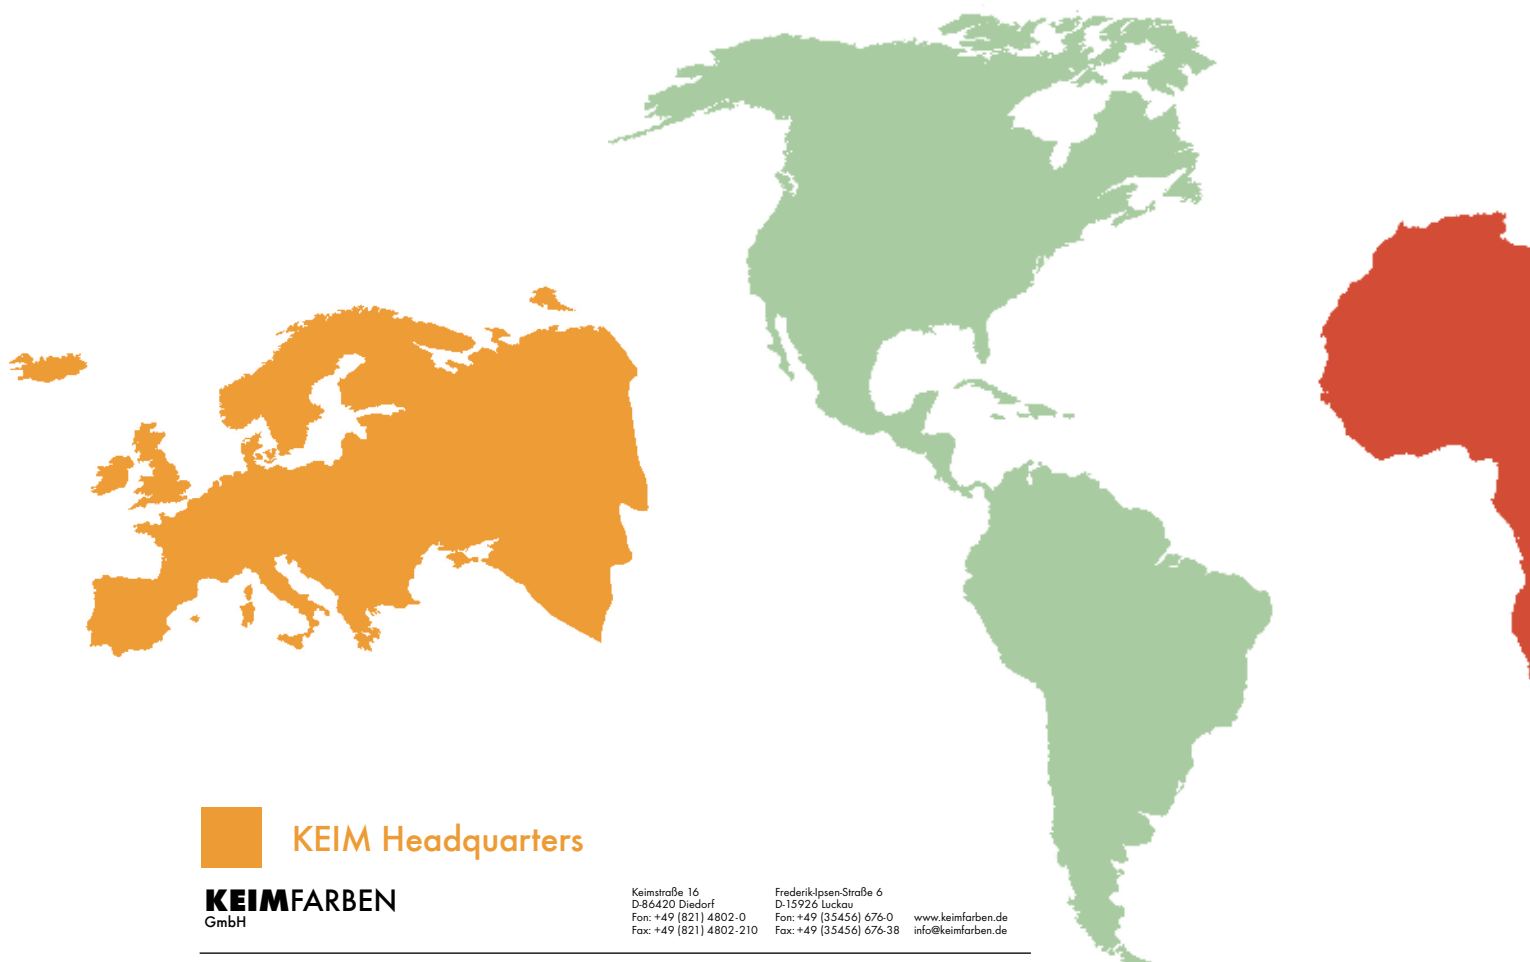 KEIM Headquarters
KEIMFARBEN
GmbH
Keimstraße 16
D-86420 Diedorf
Fon: +49 (821) 4802-0
Fax: +49 (821) 4802-210
Frederik-Ipsen-Straße 6
D-15926 Luckau
Fon: +49 (35456) 676-0
Fax: +49 (35456) 676-38
www.keimfarben.de
info@keimfarben.de